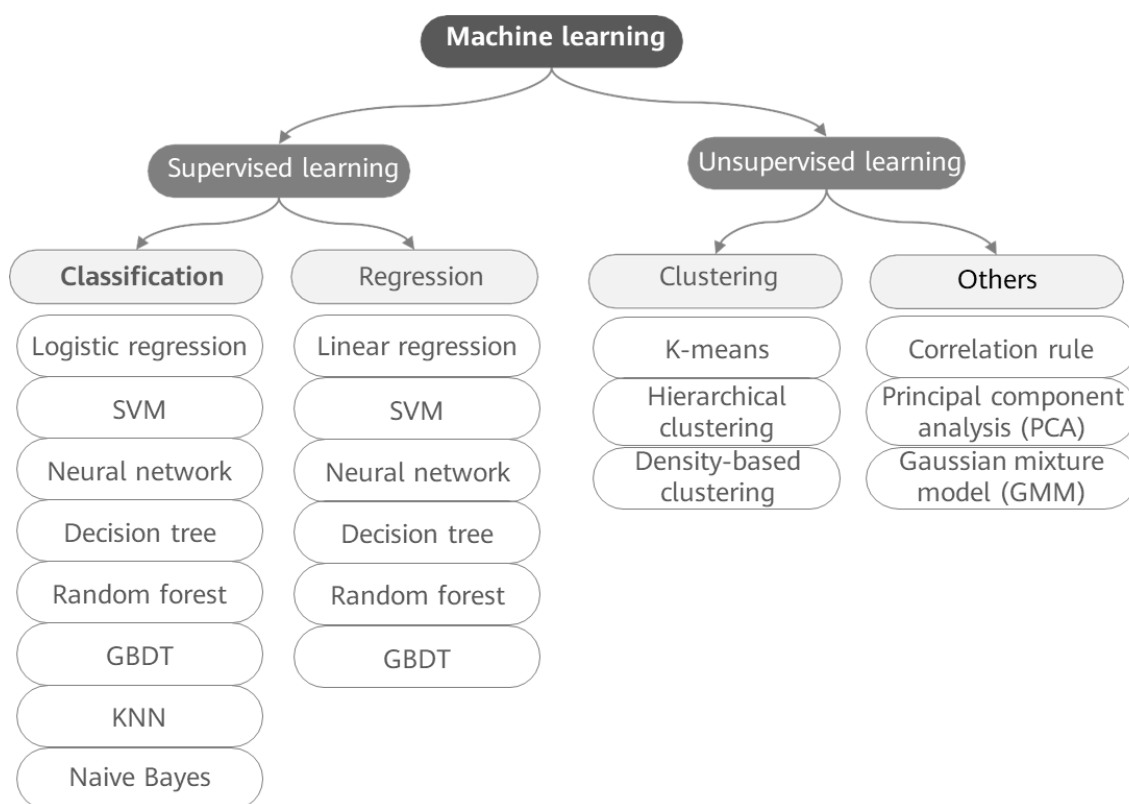 Machine learning
Supervised learning
Unsupervised learning
Classification
Regression
Clustering
Others
Logistic regression
SVM
Neural network
Decision tree
Random forest
GBDT
KNN
Naive Bayes
Linear regression
SVM
Neural network
Decision tree
Random forest
GBDT
K-means
Hierarchical
clustering
Density-based
clustering
Correlation rule
Principal component
analysis (PCA)
Gaussian mixture
model (GMM)